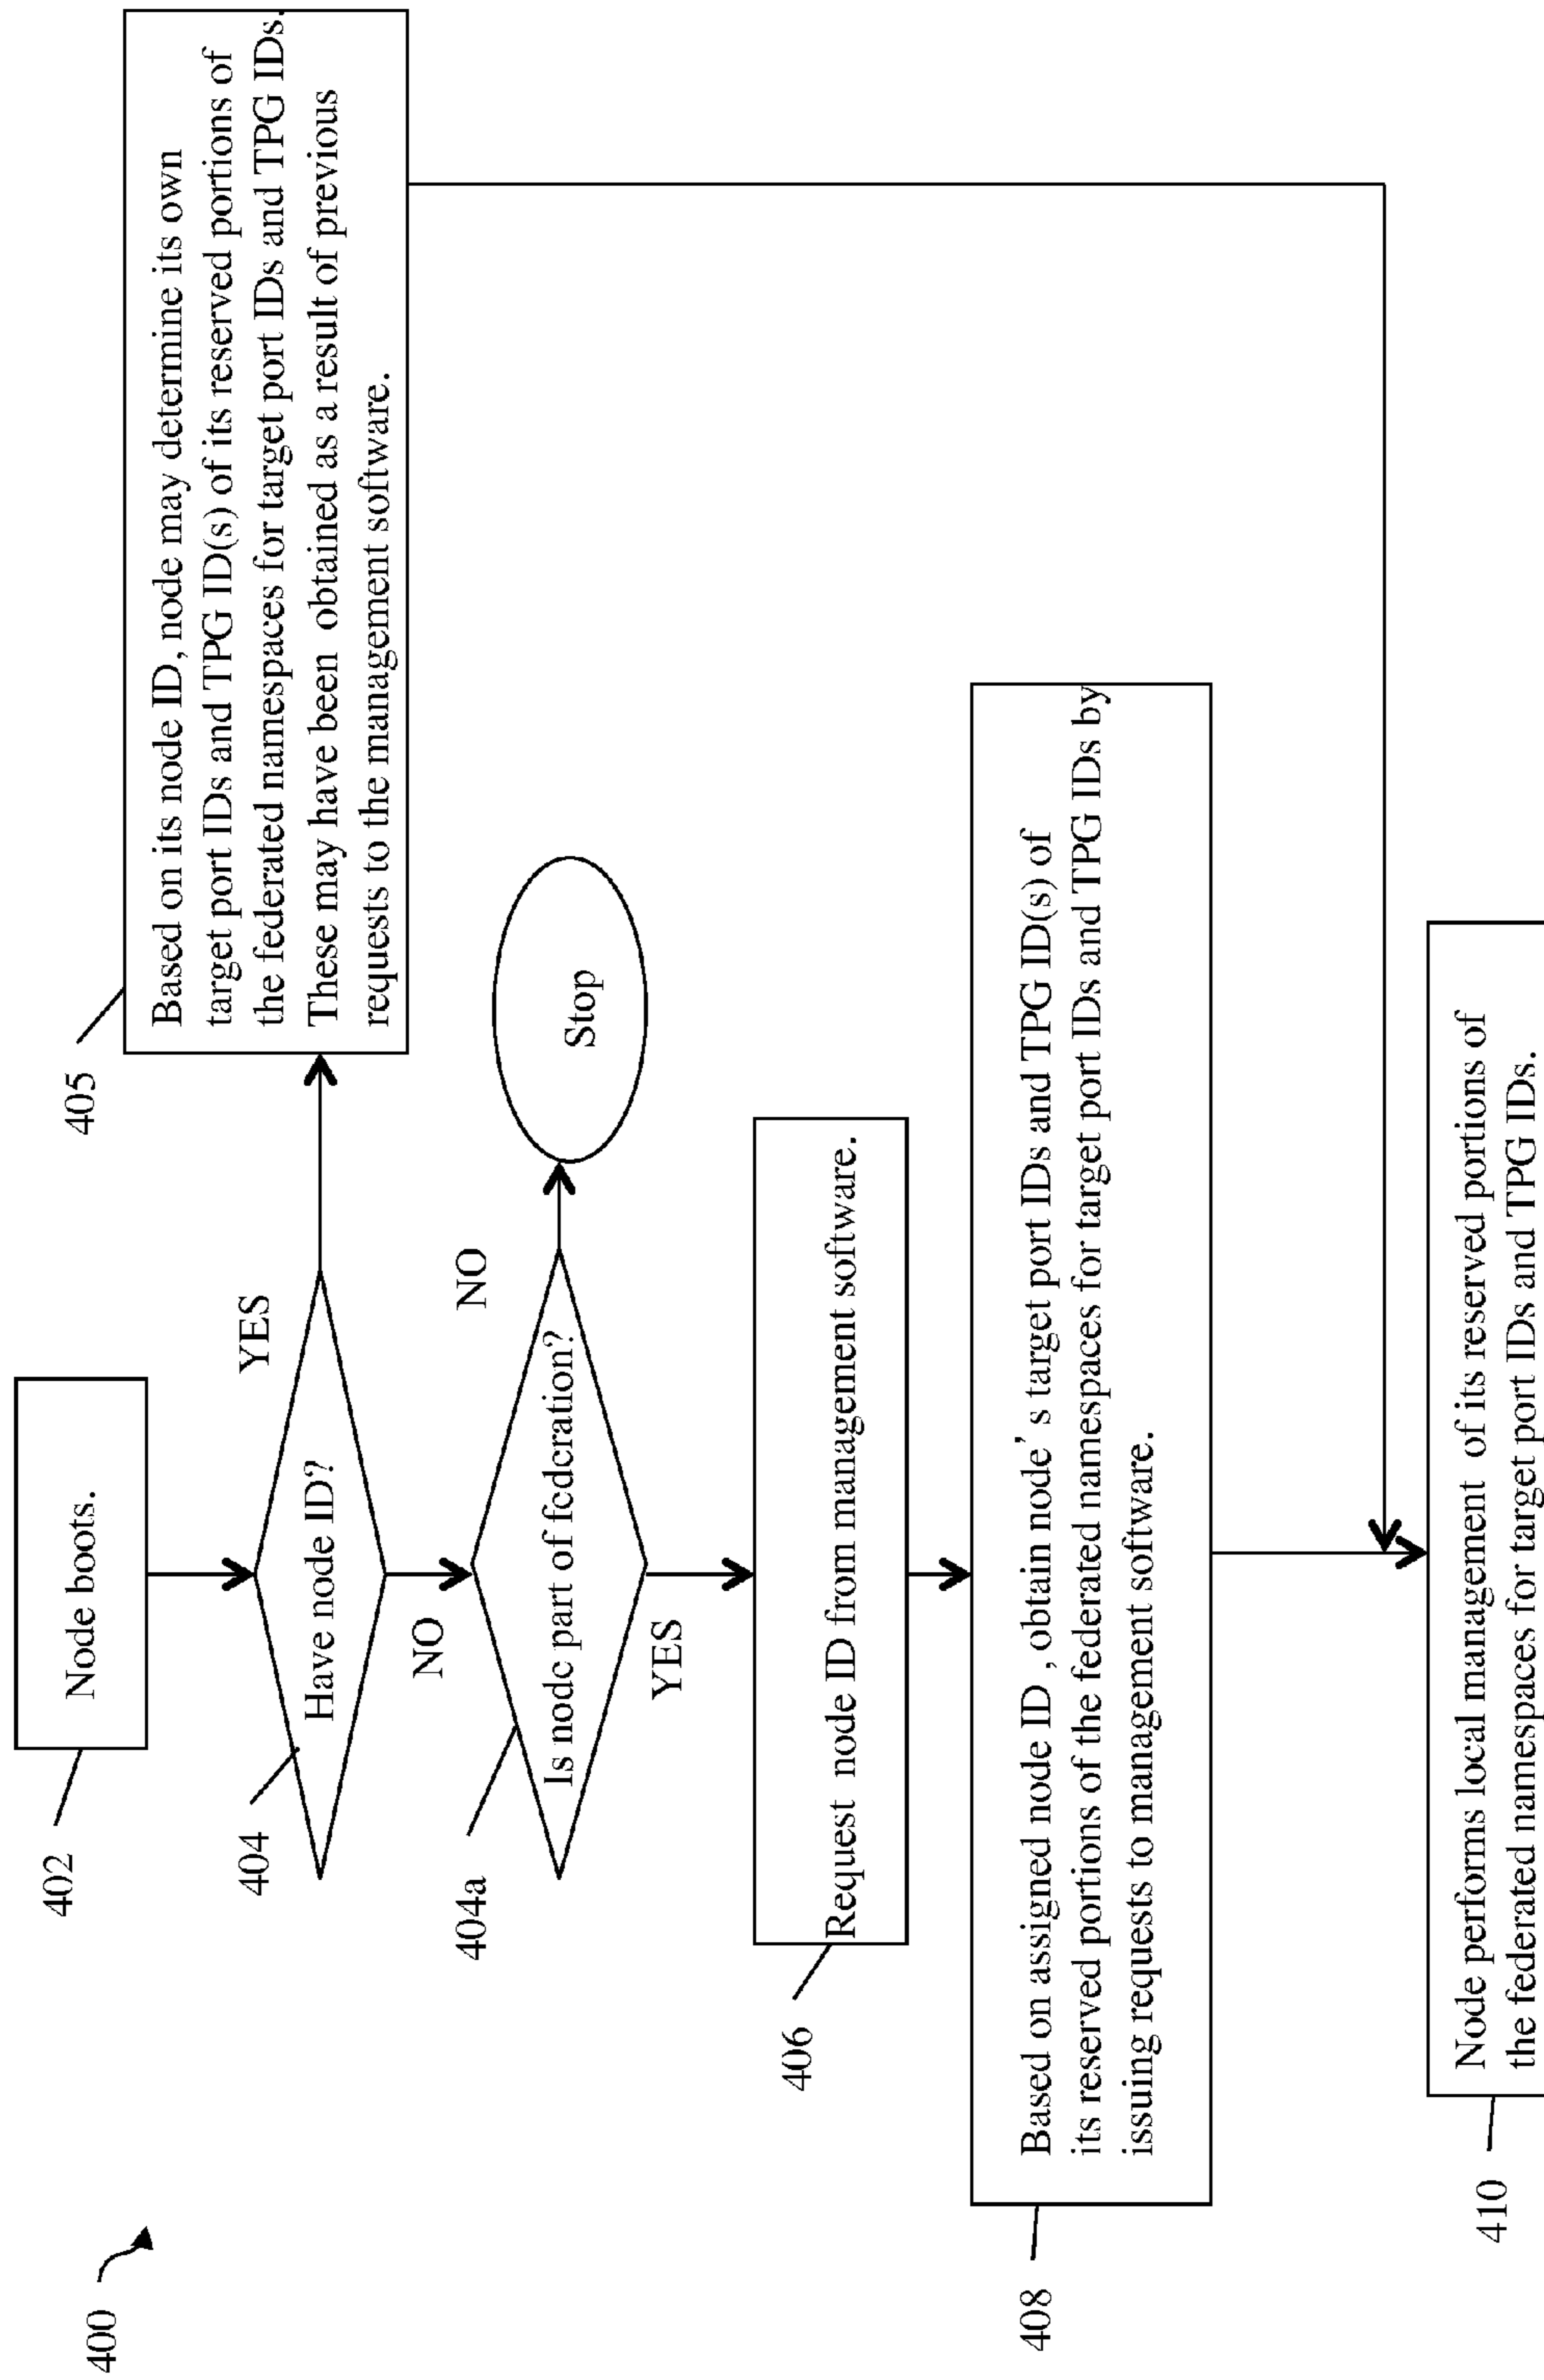 400
402
Node boots.
404
Have node ID?
YES
405
Based on its node ID, node may determine its own
target port IDs and TPG ID(s) of its reserved portions of
the federated namespaces for target port IDs and TPG IDs.
These may have been obtained as a result of previous
requests to the management software.
NO
404a
Is node part of federation?
NO
Stop
YES
406
Request node ID from management software.
408
Based on assigned node ID , obtain node's target port IDs and TPG ID(s) of
its reserved portions of the federated namespaces for target port IDs and TPG IDs by
issuing requests to management software.
410
Node performs local management of its reserved portions of
the federated namespaces for target port IDs and TPG IDs.